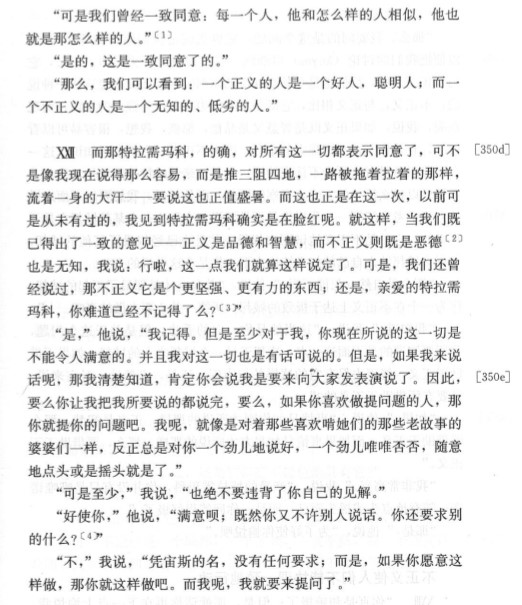 “可是我们曾经一致同意：每一个人，他和怎么样的人相似，他也
就是那怎么样的人。”〔1〕
“是的，这是一致同意了的。”
“那么，我们可以看到：一个正义的人是一个好人，聪明人；而一
个不正义的人是一个无知的、低劣的人。”
XXII 而那特拉需玛科，的确，对所有这一切都表示同意了，可不 [350d]
是像我现在说得那么容易，而是推三阻四地，一路被拖着拉着的那样，
流着一身的大汗——要说这也正值盛暑。而这也正是在这一次，以前可
是从未有过的，我见到特拉需玛科确实是在脸红呢。就这样，当我们既
已得出了一致的意见——正义是品德和智慧，而不正义则既是恶德〔2〕
也是无知，我说：行啦，这一点我们就算这样说定了。可是，我们还曾
经说过，那不正义它是个更坚强、更有力的东西；还是，亲爱的特拉需
玛科，你难道已经不记得了么？〔3〕”
“是，”他说，“我记得。但是至少对于我，你现在所说的这一切是
不能令人满意的。并且我对这一切也是有话可说的。但是，如果我来说
话呢，那我清楚知道，肯定你会说我是要来向大家发表演说了。因此， [350e]
要么你让我把我所要说的都说完，要么，如果你喜欢做提问的人，那
你就提你的问题吧。我呢，就像是对着那些喜欢啃她们的那些老故事的
婆婆们一样，反正总是对你一个劲儿地说好，一个劲儿唯唯否否，随意
地点头或是摇头就是了。”
“可是至少，”我说，“也绝不要违背了你自己的见解。”
“好使你，”他说，“满意呗；既然你又不许别人说话。你还要求别
的什么？〔4〕”
“不，”我说，“凭宙斯的名，没有任何要求；而是，如果你愿意这
样做，那你就这样做吧。而我呢，我就要来提问了。”